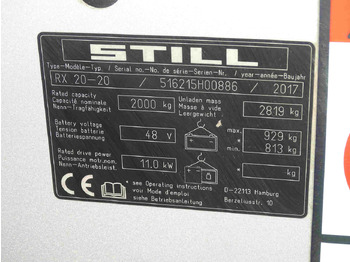 STILL
Type-Modèle-Typ. / Serial no.-No. de série-Serien-Nr. / year-année-Baujahr
RX 20-20 / 516215H00886 / 2017
Rated capacity
Capacité nominale
Nenn-Tragfähigkeit
2000 kg
Unladen mass
Masse à vide
Leergewicht
2819 kg
Battery voltage
Tension batterie
Batteriespannung
48 v
max. 929 kg
min. 813 kg
Rated drive power
Puissance motr.nom.
Nenn-Antriebsleist.
11.0 kw
kg
CE
see Operating instructions
voir Mode d'emploi
siehe Betriebsanleitung
D-22113 Hamburg
Berzeliusstr. 10